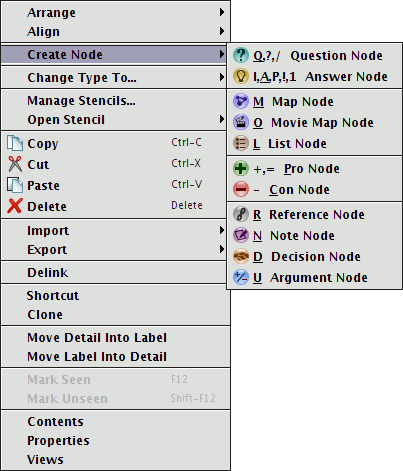 Arrange
Align
Create Node
Change Type To...
Manage Stencils...
Open Stencil
Copy Ctrl-C
Cut Ctrl-X
Paste Ctrl-V
Delete Delete
Import
Export
Delink
Shortcut
Clone
Move Detail Into Label
Move Label Into Detail
Mark Seen F12
Mark Unseen Shift-F12
Contents
Properties
Views
Q,?,/ Question Node
I,A,P,!,1 Answer Node
M Map Node
O Movie Map Node
L List Node
+,= Pro Node
- Con Node
R Reference Node
N Note Node
D Decision Node
U Argument Node